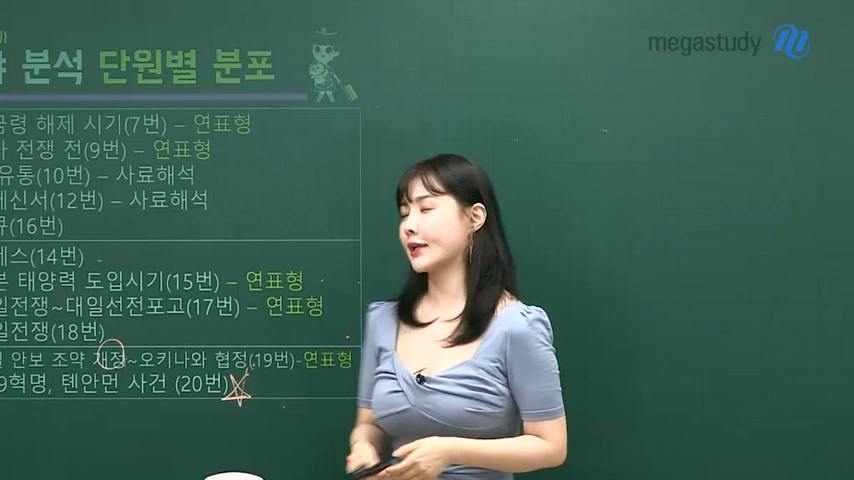 megastudy
분석 단원별 분포
해제 시기(7번) – 연표형
전쟁 전(9번) – 연표형
유통(10번) – 사료해석
신서(12번) – 사료해석
(16번)
스(14번)
태양력 도입시기(15번) – 연표형
일전쟁~대일선전포고(17번) – 연표형
일전쟁(18번)
안보 조약 개정~오키나와 협정(19번)-연표형
9혁명, 톈안먼 사건 (20번)